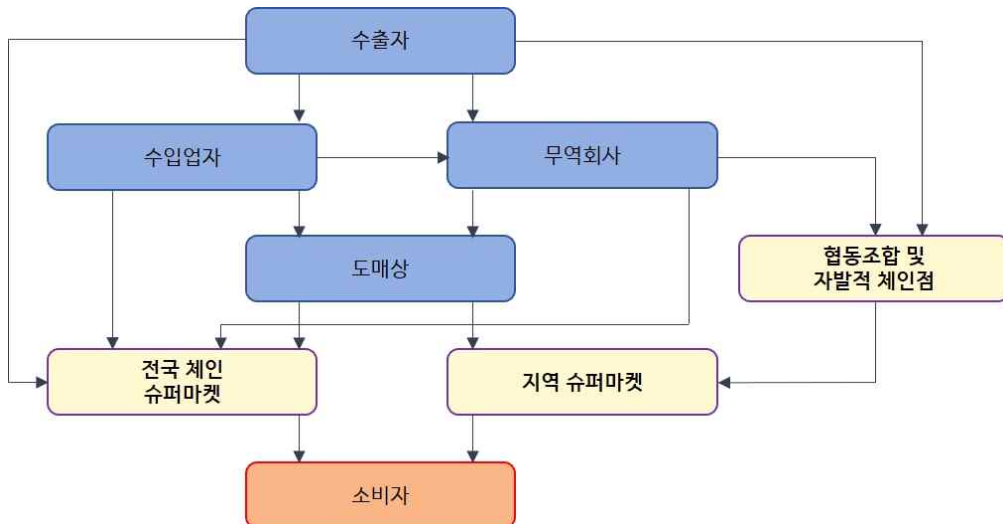 수출자
수입업자
무역회사
도매상
협동조합 및
자발적 체인점
전국 체인
슈퍼마켓
지역 슈퍼마켓
소비자